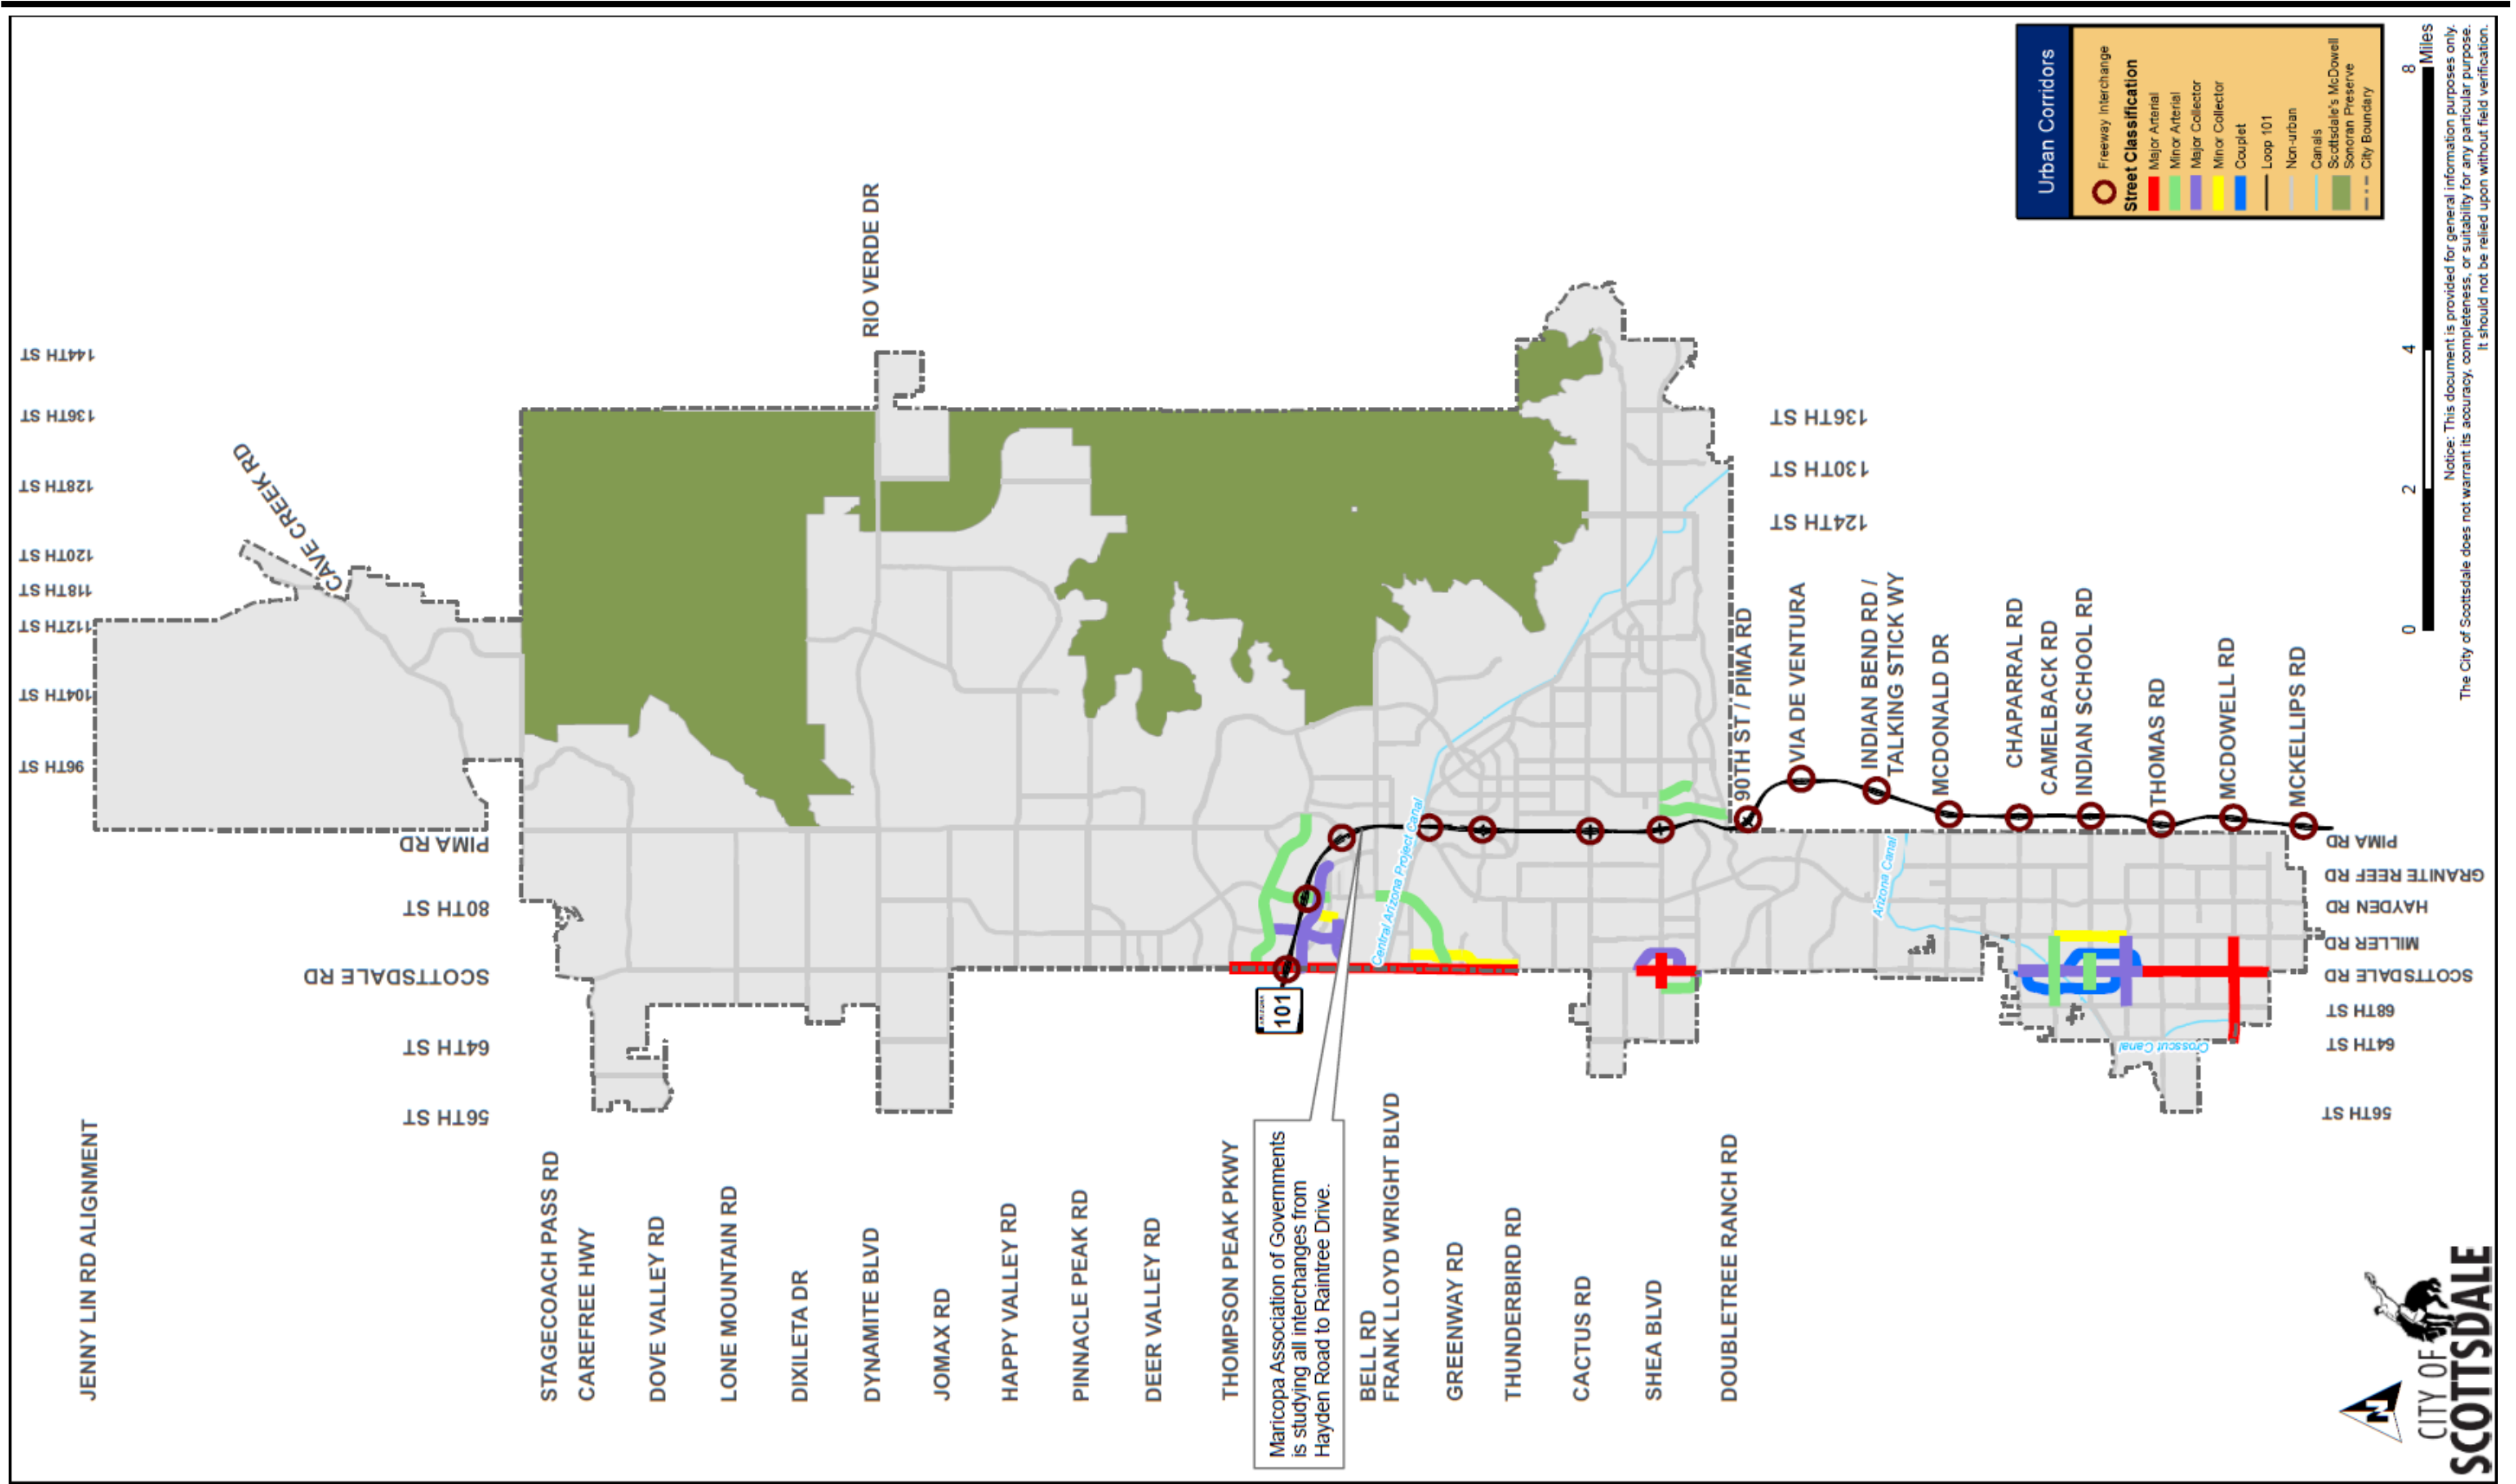 144TH ST
136TH ST
128TH ST
120TH ST
118TH ST
112TH ST
104TH ST
96TH ST
CAVE CREEK RD
RIO VERDE DR
PIMA RD
80TH ST
SCOTTSDALE RD
64TH ST
56TH ST
JENNY LIN RD ALIGNMENT
STAGECOACH PASS RD
CAREFREE HWY
DOVE VALLEY RD
LONE MOUNTAIN RD
DIXILETA DR
DYNAMITE BLVD
JOMAX RD
HAPPY VALLEY RD
PINNACLE PEAK RD
DEER VALLEY RD
THOMPSON PEAK PKWY
BELL RD
FRANK LLOYD WRIGHT BLVD
GREENWAY RD
THUNDERBIRD RD
CACTUS RD
SHEA BLVD
DOUBLETREE RANCH RD
Maricopa Association of Governments
is studying all interchanges from
Hayden Road to Raintree Drive.
ARIZONA
101
Central Arizona Project Canal
Arizona Canal
Crosscut Canal
136TH ST
130TH ST
124TH ST
90TH ST / PIMA RD
VIA DE VENTURA
INDIAN BEND RD /
TALKING STICK WY
MCDONALD DR
CHAPARRAL RD
CAMELBACK RD
INDIAN SCHOOL RD
THOMAS RD
MCDOWELL RD
MCKELLIPS RD
PIMA RD
GRANITE REEF RD
HAYDEN RD
MILLER RD
SCOTTSDALE RD
68TH ST
64TH ST
56TH ST
Urban Corridors
Freeway Interchange
Street Classification
Major Arterial
Minor Arterial
Major Collector
Minor Collector
Couplet
Loop 101
Non-urban
Canals
Scottsdale's McDowell
Sonoran Preserve
City Boundary
0 2 4 8
Miles
Notice: This document is provided for general information purposes only.
The City of Scottsdale does not warrant its accuracy, completeness, or suitability for any particular purpose.
It should not be relied upon without field verification.
N
CITY OF
SCOTTSDALE